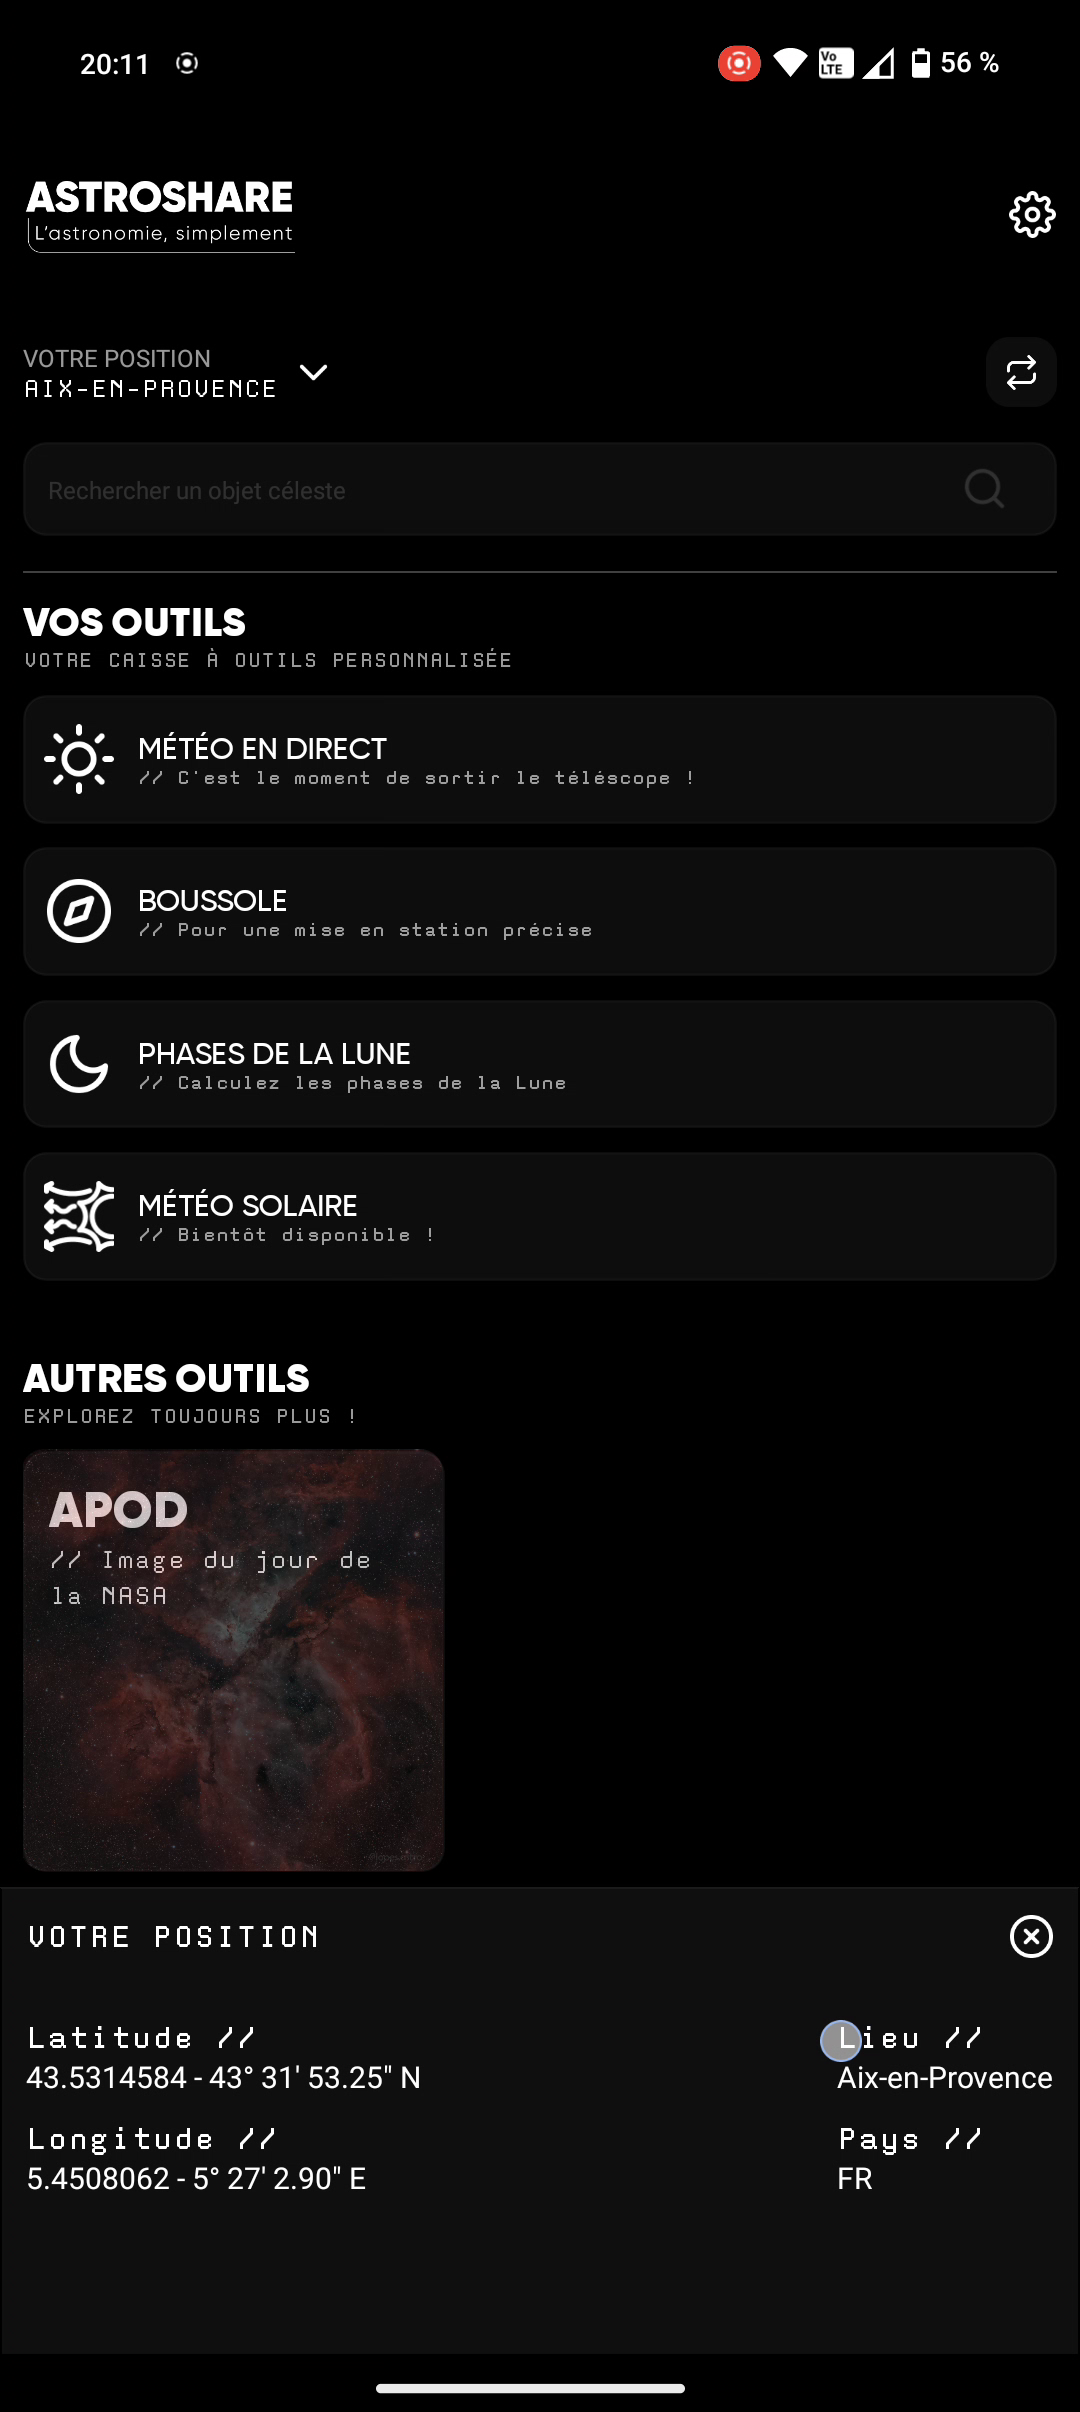 20:11
Vo LTE
56 %
ASTROSHARE
L'astronomie, simplement
VOTRE POSITION
AIX-EN-PROVENCE
Rechercher un objet céleste
VOS OUTILS
VOTRE CAISSE À OUTILS PERSONNALISÉE
MÉTÉO EN DIRECT
// C'est le moment de sortir le téléscope !
BOUSSOLE
// Pour une mise en station précise
PHASES DE LA LUNE
// Calculez les phases de la Lune
MÉTÉO SOLAIRE
// Bientôt disponible !
AUTRES OUTILS
EXPLOREZ TOUJOURS PLUS !
APOD
// Image du jour de
la NASA
VOTRE POSITION
Latitude //
43.5314584 - 43° 31' 53.25" N
Lieu //
Aix-en-Provence
Longitude //
5.4508062 - 5° 27' 2.90" E
Pays //
FR